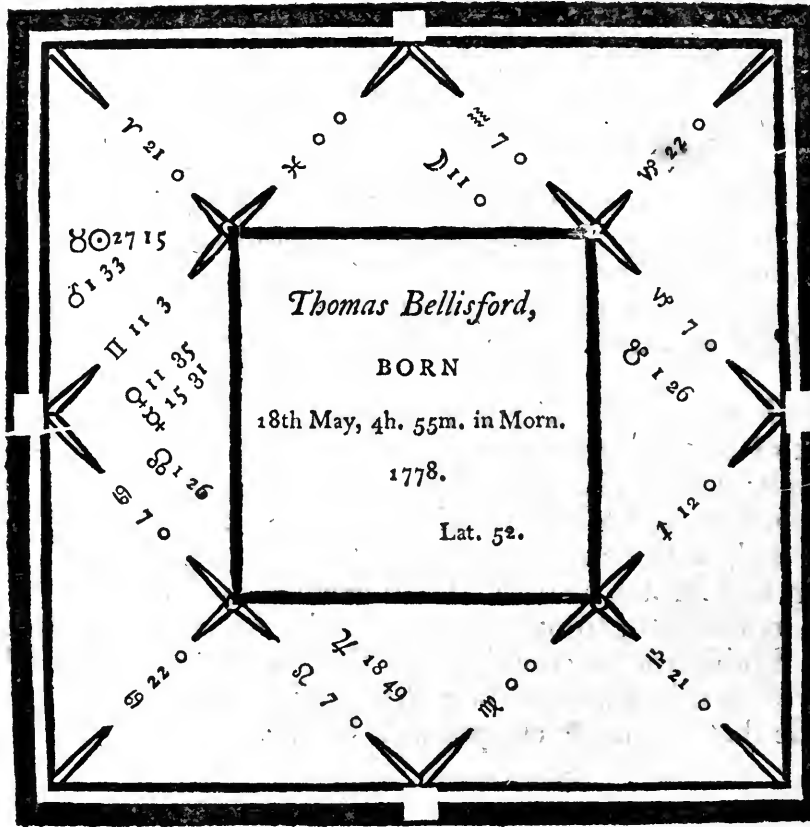 ♈ 21 0
♓ 0 0
♒ 7 0
☽ 11 0
♑ 22 0
♉☉27 15
♂1 33
♊ 11 3
♀ 11 35
☿ 15 31
☊ 1 26
♋ 7 0
Thomas Bellisford,
BORN
18th May, 4h. 55m. in Morn.
1778.
Lat. 52.
♑ 7 0
☋ 1 26
♐ 12 0
♋ 22 0
♃ 18 49
♌ 7 0
♍ 0 0
♎ 21 0